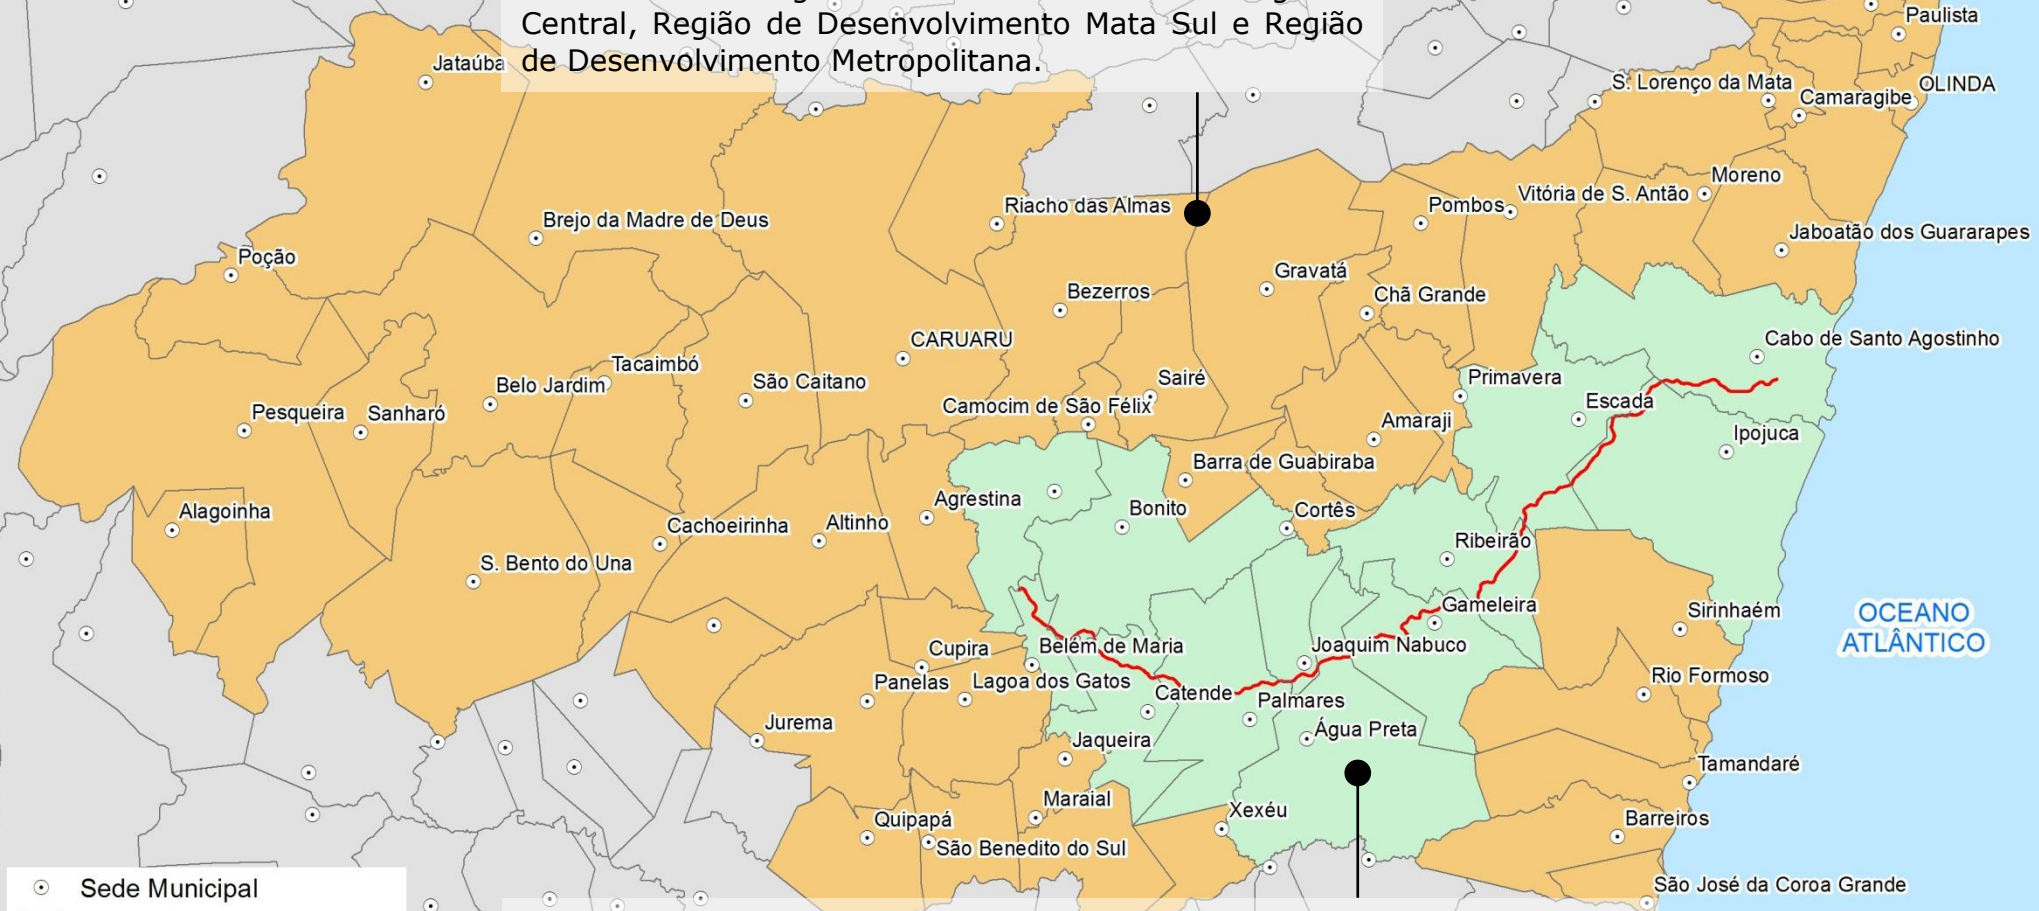 Central, Região de Desenvolvimento Mata Sul e Região
de Desenvolvimento Metropolitana.
Paulista
Jataúba
S. Lorenço da Mata
Camaragibe
OLINDA
Moreno
Vitória de S. Antão
Pombos
Riacho das Almas
Brejo da Madre de Deus
Jaboatão dos Guararapes
Poção
Gravatá
Bezerros
Chã Grande
CARUARU
Cabo de Santo Agostinho
Tacaimbó
Belo Jardim
São Caitano
Sairé
Primavera
Camocim de São Félix
Escada
Pesqueira
Sanharó
Amaraji
Ipojuca
Barra de Guabiraba
Agrestina
Bonito
Cortês
Alagoinha
Cachoeirinha
Altinho
Ribeirão
S. Bento do Una
Gameleira
Sirinhaém
OCEANO
ATLÂNTICO
Cupira
Belém de Maria
Joaquim Nabuco
Panelas
Lagoa dos Gatos
Catende
Palmares
Rio Formoso
Jurema
Água Preta
Jaqueira
Tamandaré
Maraial
Xexéu
Quipapá
Barreiros
São Benedito do Sul
São José da Coroa Grande
Sede Municipal